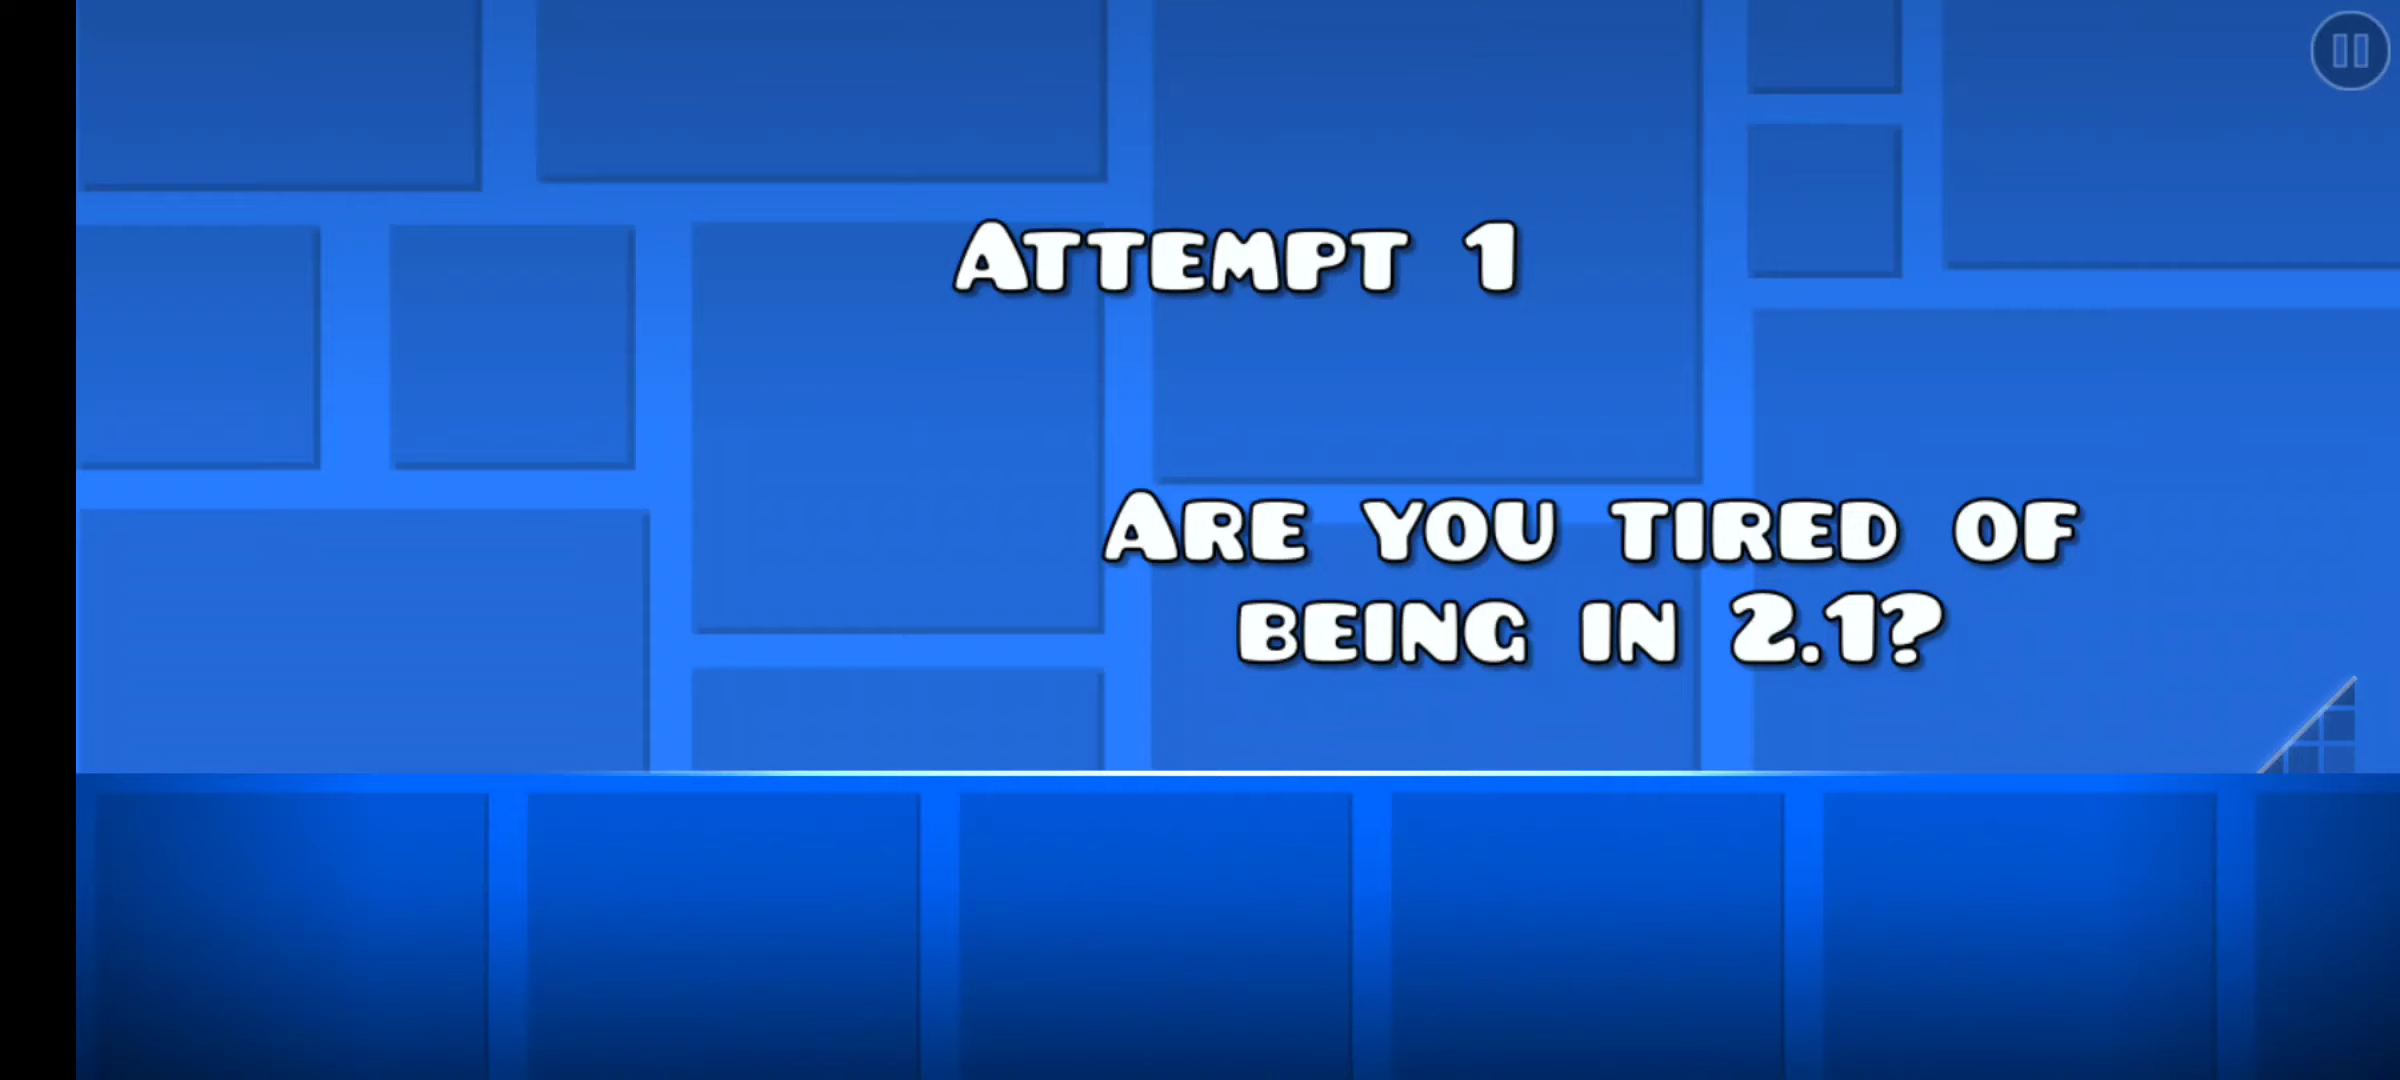 Attempt 1
Are you tired of
being in 2.1?